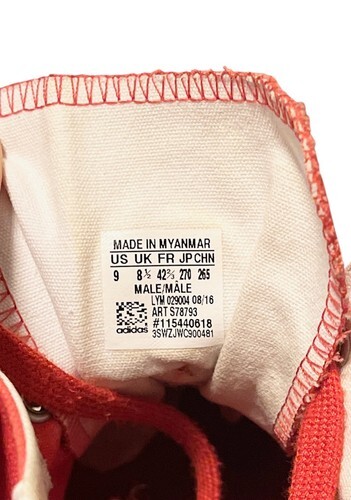 MADE IN MYANMAR
US UK FR JP CHN
9 8½ 42⅔ 270 265
MALE/MÂLE
LYM 029004 08/16
ART S78793
#115440618
adidas 3SWZJWC900481